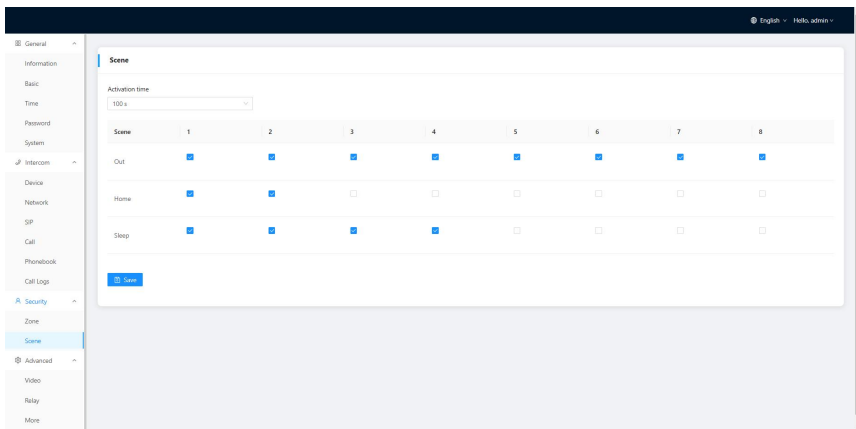 English Hello, admin
General
Information
Basic
Time
Password
System
Intercom
Device
Network
SIP
Call
Phonebook
Call Logs
Security
Zone
Scene
Advanced
Video
Relay
More
Scene
Activation time
100 s
Scene 1 2 3 4 5 6 7 8
Out
Home
Sleep
Save